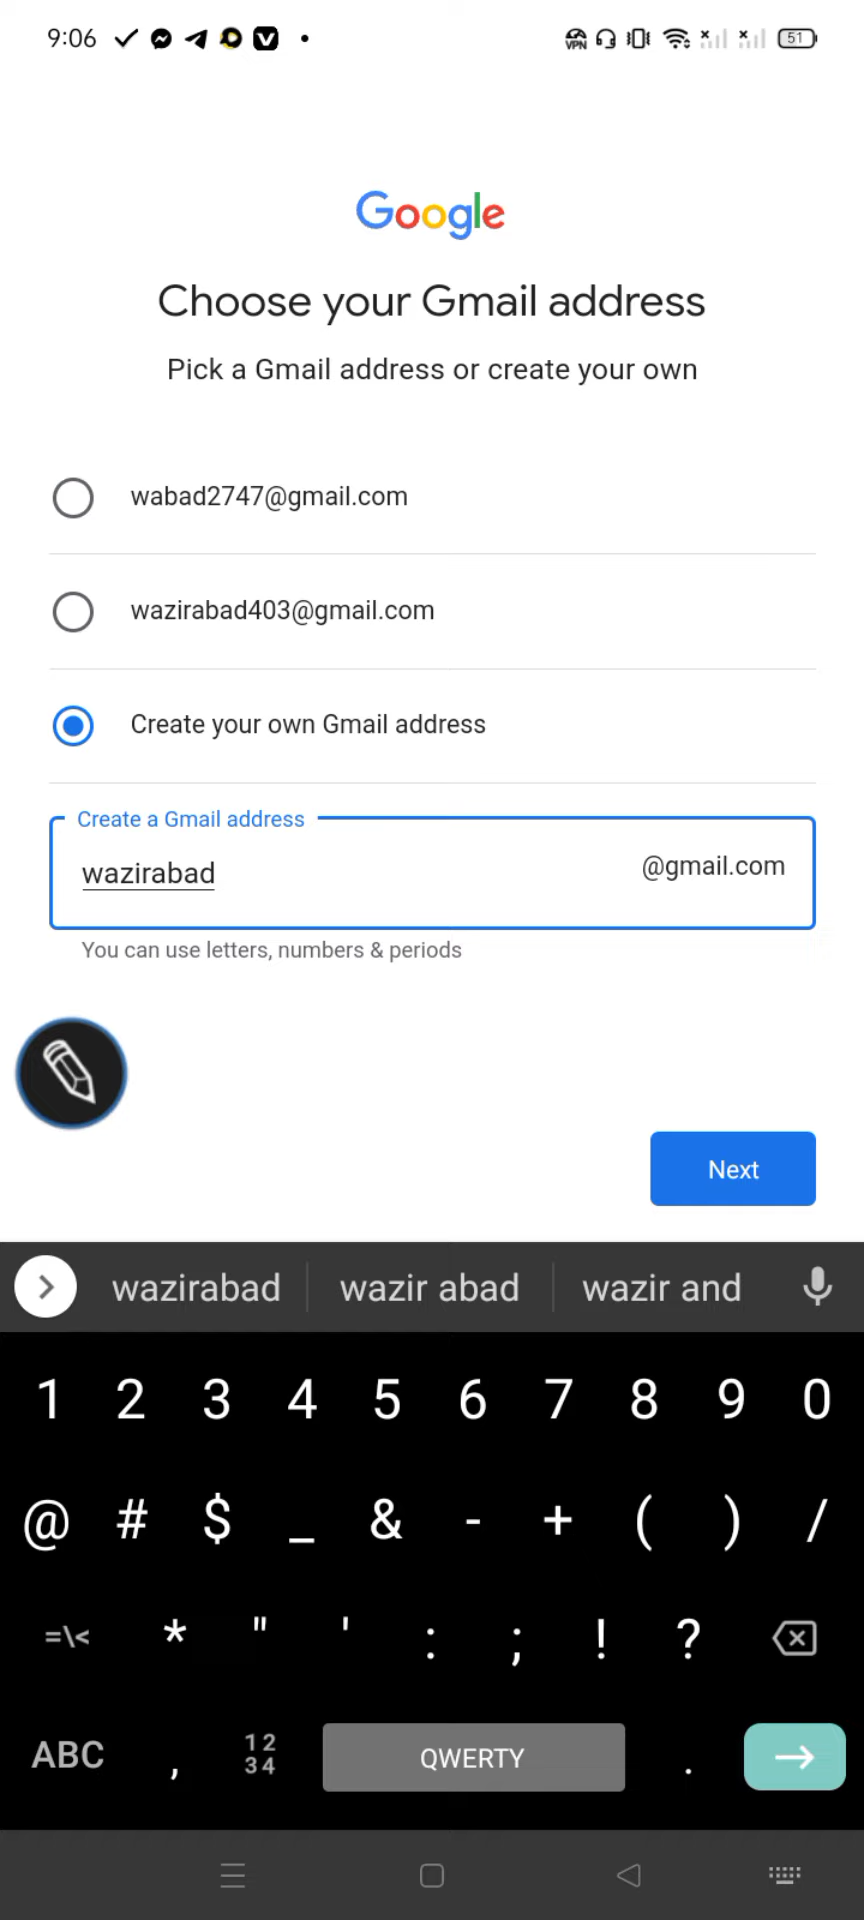 9:06
VPN 51
Google
Choose your Gmail address
Pick a Gmail address or create your own
wabad2747@gmail.com
wazirabad403@gmail.com
Create your own Gmail address
Create a Gmail address
wazirabad @gmail.com
You can use letters, numbers & periods
Next
wazirabad wazir abad wazir and
1 2 3 4 5 6 7 8 9 0
@ # $ _ & - + ( ) /
=\< * " ' : ; ! ?
ABC , 12 34 QWERTY .